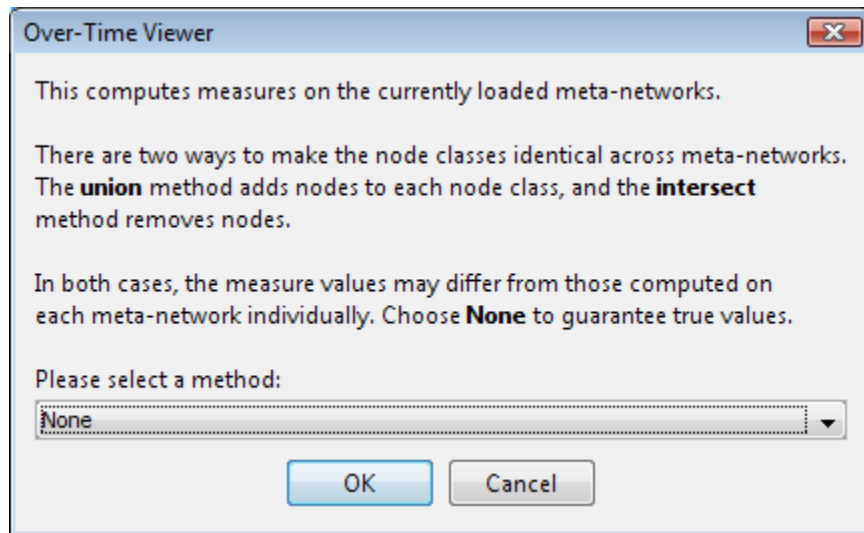 Over-Time Viewer
This computes measures on the currently loaded meta-networks.
There are two ways to make the node classes identical across meta-networks.
The union method adds nodes to each node class, and the intersect
method removes nodes.
In both cases, the measure values may differ from those computed on
each meta-network individually. Choose None to guarantee true values.
Please select a method:
None
OK Cancel